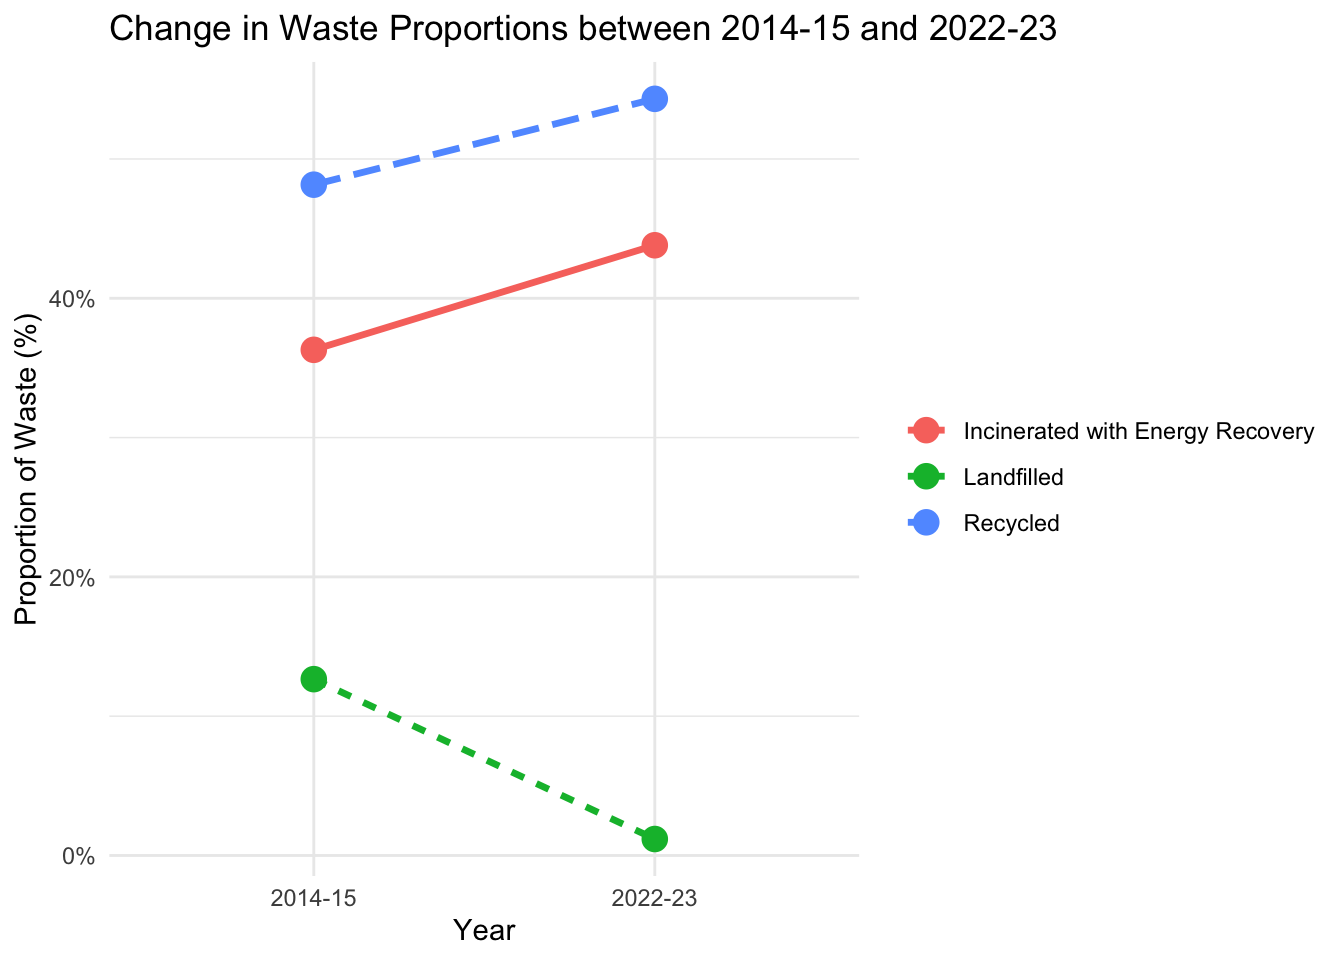 Change in Waste Proportions between 2014-15 and 2022-23
Proportion of Waste (%)
40%
20%
0%
2014-15
2022-23
Year
Incinerated with Energy Recovery
Landfilled
Recycled